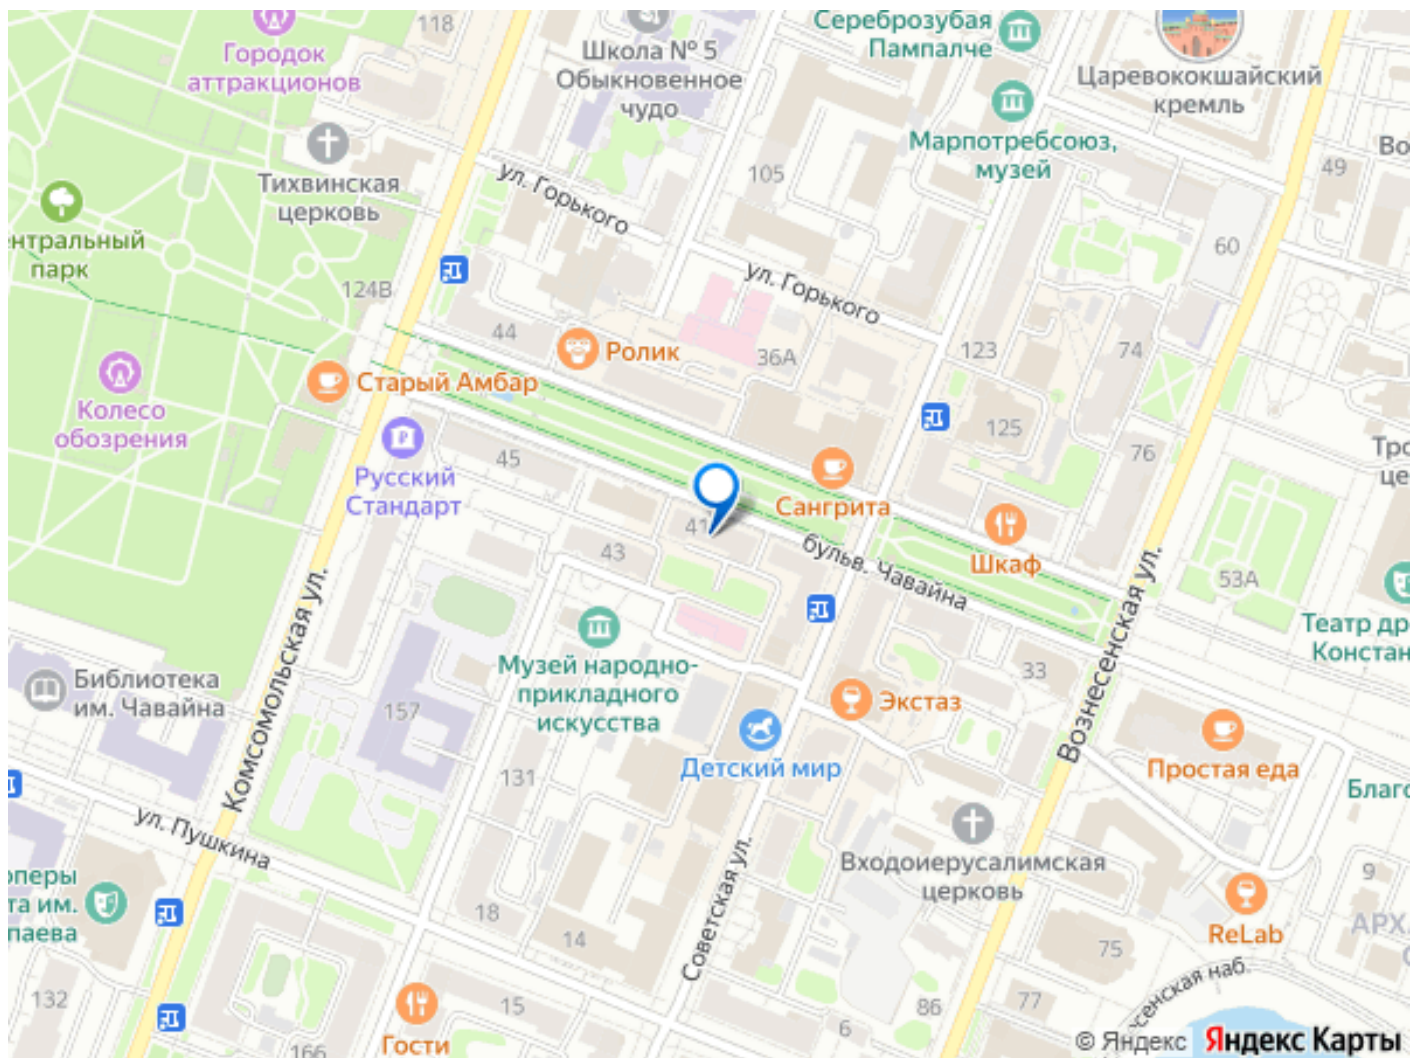 118
Городок
аттракционов
Школа № 5
Обыкновенное
чудо
Сереброзубая
Пампалче
Царевококшайский
кремль
Марпотребсоюз,
музей
Во
49
105
Тихвинская
церковь
ул. Горького
ентральный
парк
60
124В
ул. Горького
44
Ролик
36А
123
74
Старый Амбар
Колесо
обозрения
125
76
Тро
це
45
Русский
Стандарт
Сангрита
41
43
бульв. Чавайна
Шкаф
53А
Театр др
Констан
Комсомольская ул.
Вознесенская ул.
Музей народно-
прикладного
искусства
33
Библиотека
им. Чавайна
157
Экстаз
Детский мир
131
Простая еда
Благо
ул. Пушкина
Входоиерусалимская
церковь
Советская ул.
9
оперы
та им.
паева
18
14
ReLab
АРХ
С
75
сенская наб.
132
15
77
86
6
166
Гости
© Яндекс
Яндекс Карты